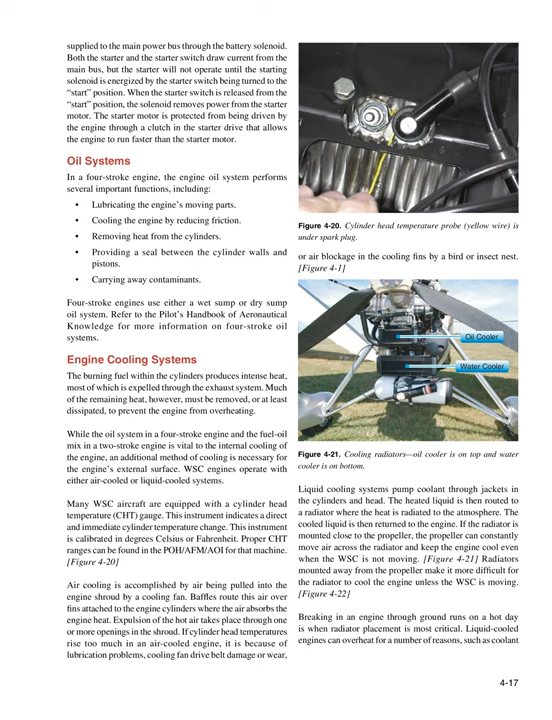 supplied to the main power bus through the battery solenoid.
Both the starter and the starter switch draw current from the
main bus, but the starter will not operate until the starting
solenoid is energized by the starter switch being turned to the
“start” position. When the starter switch is released from the
“start” position, the solenoid removes power from the starter
motor. The starter motor is protected from being driven by
the engine through a clutch in the starter drive that allows
the engine to run faster than the starter motor.
Oil Systems
In a four-stroke engine, the engine oil system performs
several important functions, including:
• Lubricating the engine’s moving parts.
• Cooling the engine by reducing friction.
• Removing heat from the cylinders.
• Providing a seal between the cylinder walls and
pistons.
• Carrying away contaminants.
Four-stroke engines use either a wet sump or dry sump
oil system. Refer to the Pilot’s Handbook of Aeronautical
Knowledge for more information on four-stroke oil
systems.
Engine Cooling Systems
The burning fuel within the cylinders produces intense heat,
most of which is expelled through the exhaust system. Much
of the remaining heat, however, must be removed, or at least
dissipated, to prevent the engine from overheating.
While the oil system in a four-stroke engine and the fuel-oil
mix in a two-stroke engine is vital to the internal cooling of
the engine, an additional method of cooling is necessary for
the engine’s external surface. WSC engines operate with
either air-cooled or liquid-cooled systems.
Many WSC aircraft are equipped with a cylinder head
temperature (CHT) gauge. This instrument indicates a direct
and immediate cylinder temperature change. This instrument
is calibrated in degrees Celsius or Fahrenheit. Proper CHT
ranges can be found in the POH/AFM/AOI for that machine.
[Figure 4-20]
Air cooling is accomplished by air being pulled into the
engine shroud by a cooling fan. Baffles route this air over
fins attached to the engine cylinders where the air absorbs the
engine heat. Expulsion of the hot air takes place through one
or more openings in the shroud. If cylinder head temperatures
rise too much in an air-cooled engine, it is because of
lubrication problems, cooling fan drive belt damage or wear,
Figure 4-20. Cylinder head temperature probe (yellow wire) is
under spark plug.
or air blockage in the cooling fins by a bird or insect nest.
[Figure 4-1]
Oil Cooler
Water Cooler
Figure 4-21. Cooling radiators—oil cooler is on top and water
cooler is on bottom.
Liquid cooling systems pump coolant through jackets in
the cylinders and head. The heated liquid is then routed to
a radiator where the heat is radiated to the atmosphere. The
cooled liquid is then returned to the engine. If the radiator is
mounted close to the propeller, the propeller can constantly
move air across the radiator and keep the engine cool even
when the WSC is not moving. [Figure 4-21] Radiators
mounted away from the propeller make it more difficult for
the radiator to cool the engine unless the WSC is moving.
[Figure 4-22]
Breaking in an engine through ground runs on a hot day
is when radiator placement is most critical. Liquid-cooled
engines can overheat for a number of reasons, such as coolant
4-17